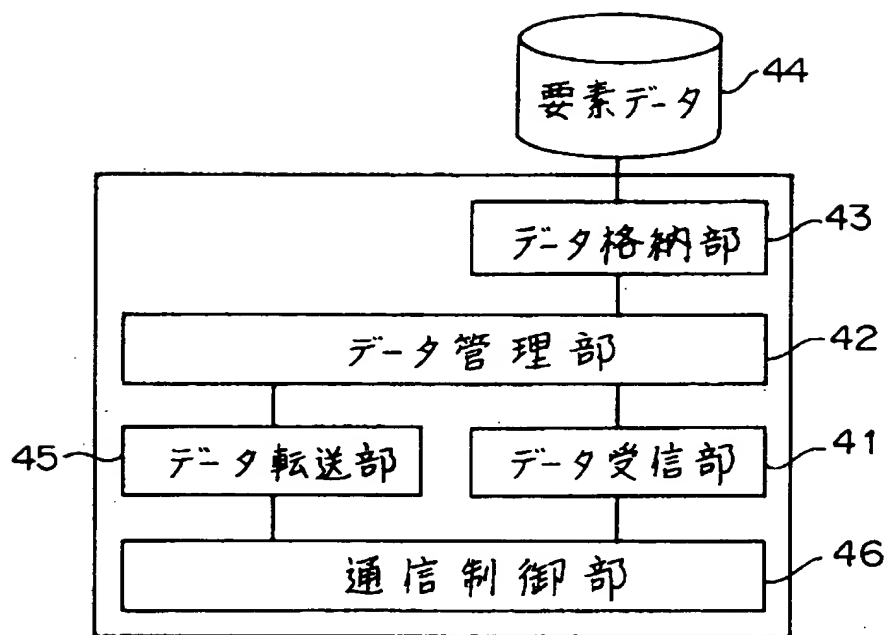 要素データ
44
データ格納部
43
データ管理部
42
45
データ転送部
データ受信部
41
通信制御部
46